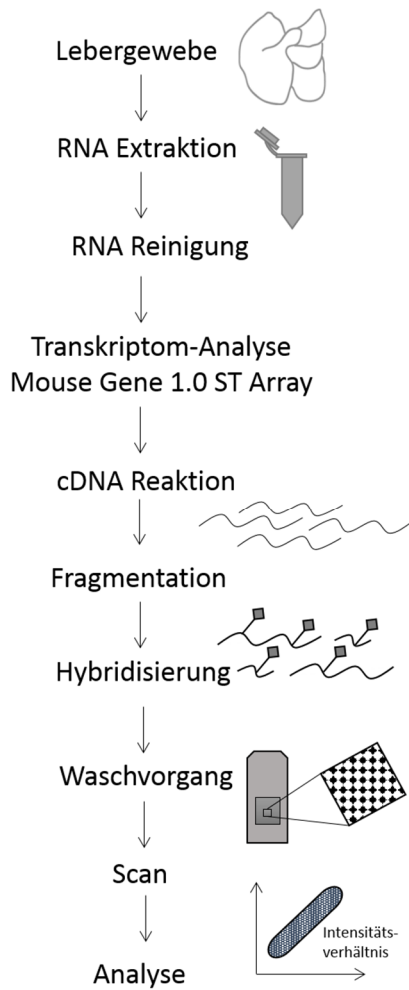 Lebergewebe
RNA Extraktion
RNA Reinigung
Transkriptom-Analyse
Mouse Gene 1.0 ST Array
cDNA Reaktion
Fragmentation
Hybridisierung
Waschvorgang
Scan
Intensitäts-
verhältnis
Analyse